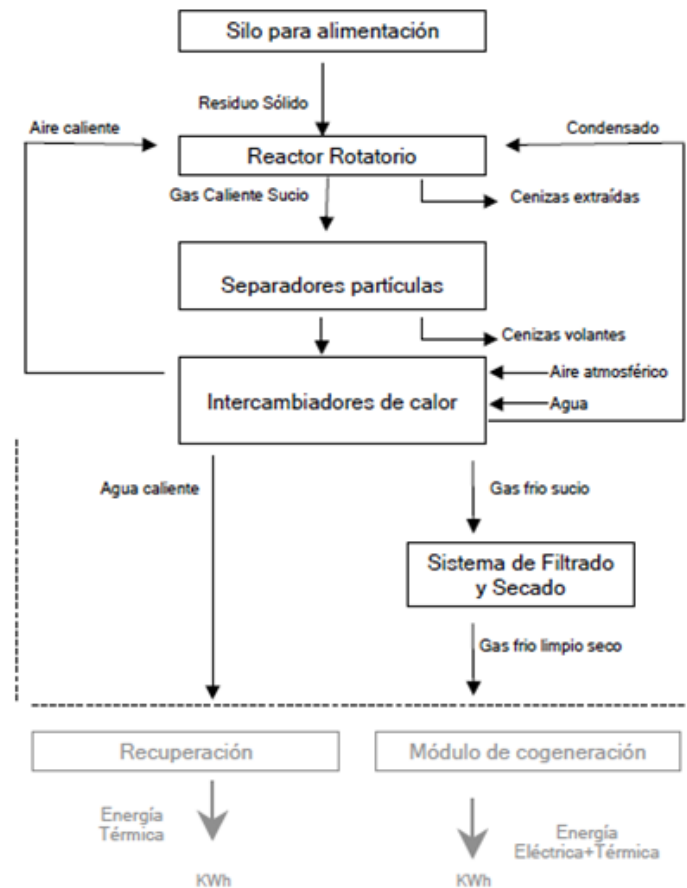 Silo para alimentación
Residuo Sólido
Aire caliente
Condensado
Reactor Rotatorio
Gas Caliente Sucio
Cenizas extraídas
Separadores partículas
Cenizas volantes
Aire atmosférico
Intercambiadores de calor
Agua
Agua caliente
Gas frio sucio
Sistema de Filtrado
y Secado
Gas frio limpio seco
Recuperación
Módulo de cogeneración
Energía
Térmica
Energía
Eléctrica+Térmica
KWh
KWh